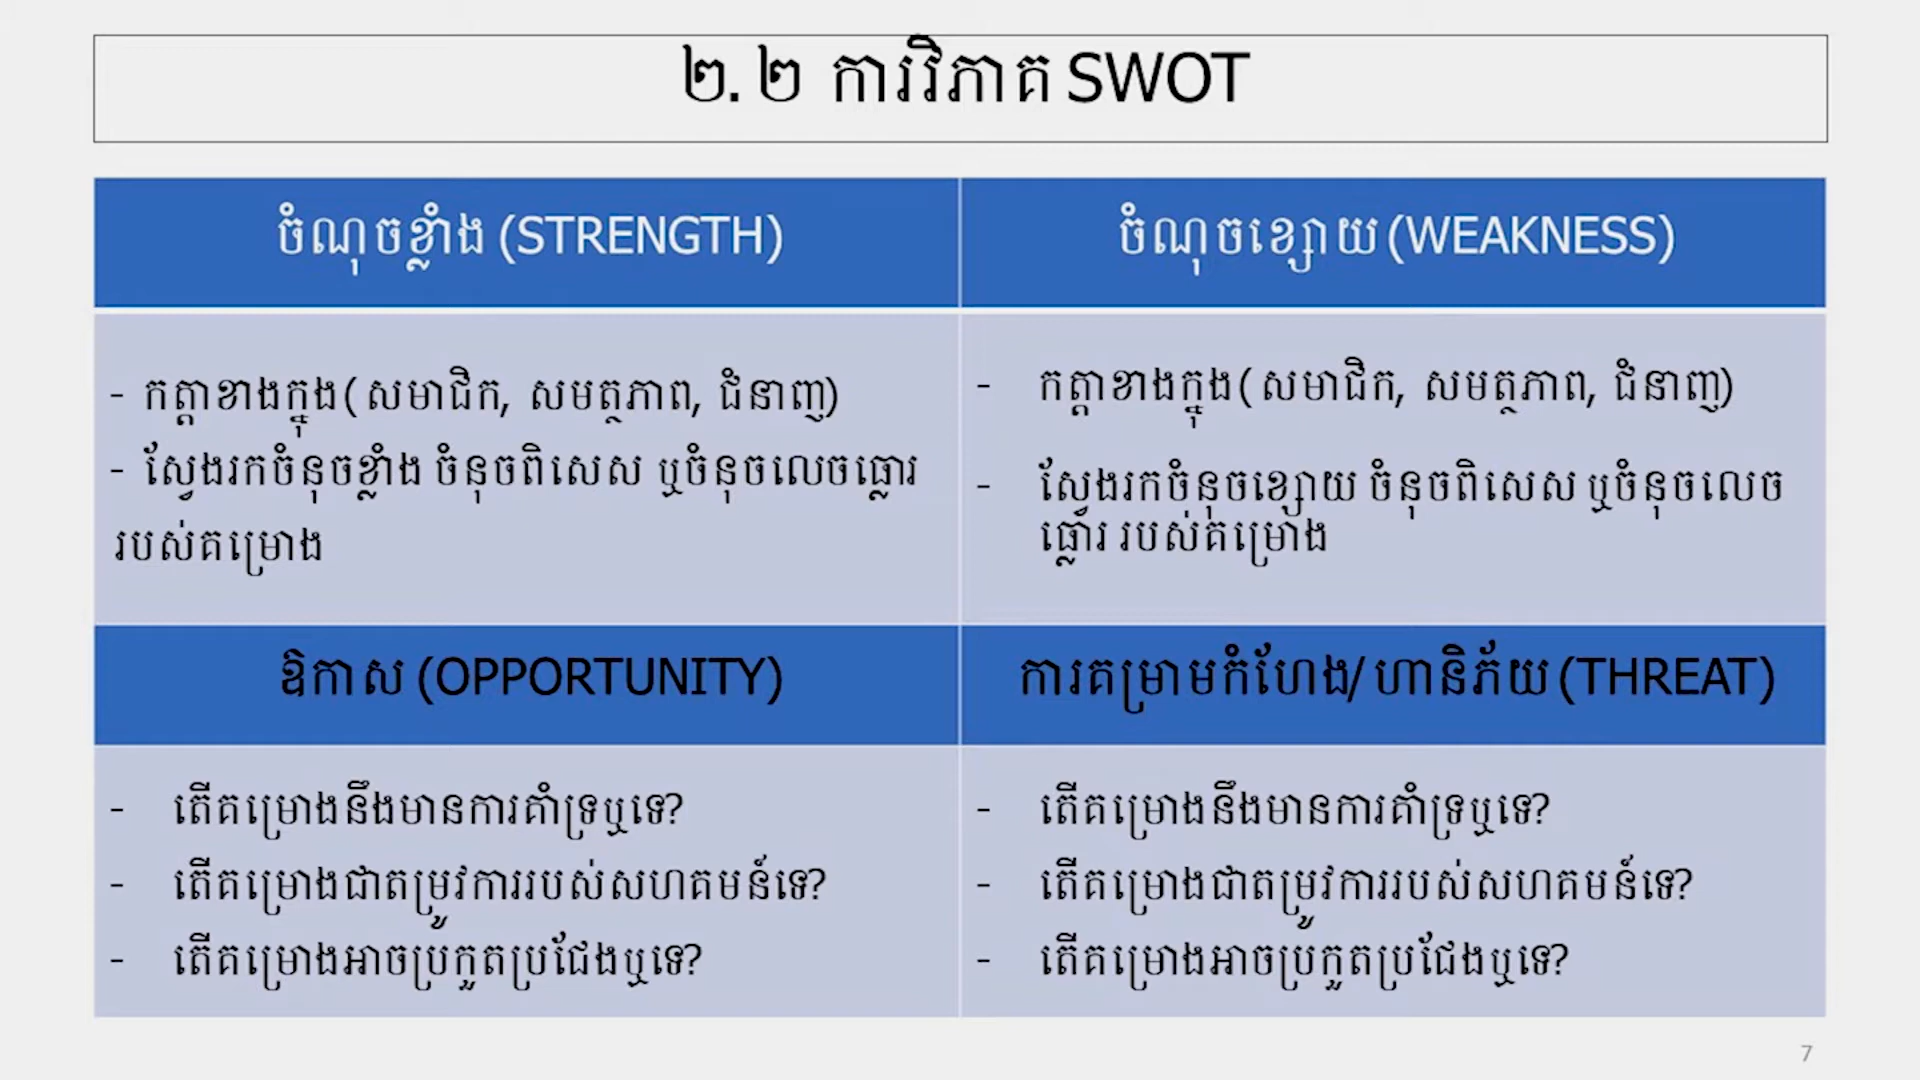 ២.២ ការវិភាគ SWOT
ចំណុចខ្លាំង (STRENGTH)
ចំណុចខ្សោយ (WEAKNESS)
- កត្តាខាងក្នុង( សមាជិក, សមត្ថភាព, ជំនាញ)
- ស្វែងរកចំនុចខ្លាំង ចំនុចពិសេស ឬចំនុចលេចធ្លោរ
របស់គម្រោង
- កត្តាខាងក្នុង( សមាជិក, សមត្ថភាព, ជំនាញ)
- ស្វែងរកចំនុចខ្សោយ ចំនុចពិសេស ឬចំនុចលេច
ធ្លោរ របស់គម្រោង
ឱកាស (OPPORTUNITY)
ការគម្រាមកំហែង/ ហានិភ័យ (THREAT)
- តើគម្រោងនឹងមានការគាំទ្រឬទេ?
- តើគម្រោងជាតម្រូវការរបស់សហគមន៍ទេ?
- តើគម្រោងអាចប្រកួតប្រជែងឬទេ?
- តើគម្រោងនឹងមានការគាំទ្រឬទេ?
- តើគម្រោងជាតម្រូវការរបស់សហគមន៍ទេ?
- តើគម្រោងអាចប្រកួតប្រជែងឬទេ?
7